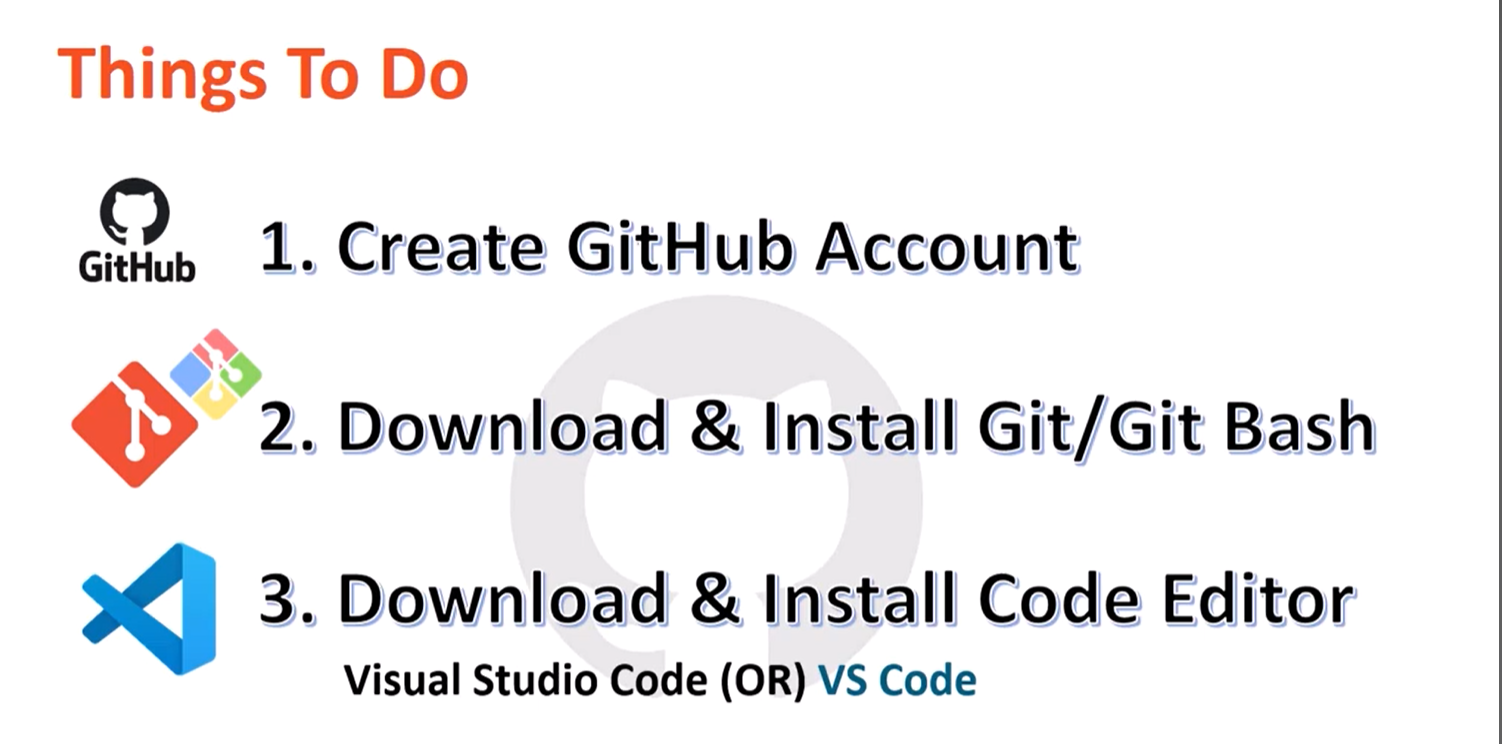 Things To Do
GitHub
1. Create GitHub Account
2. Download & Install Git/Git Bash
3. Download & Install Code Editor
Visual Studio Code (OR) VS Code